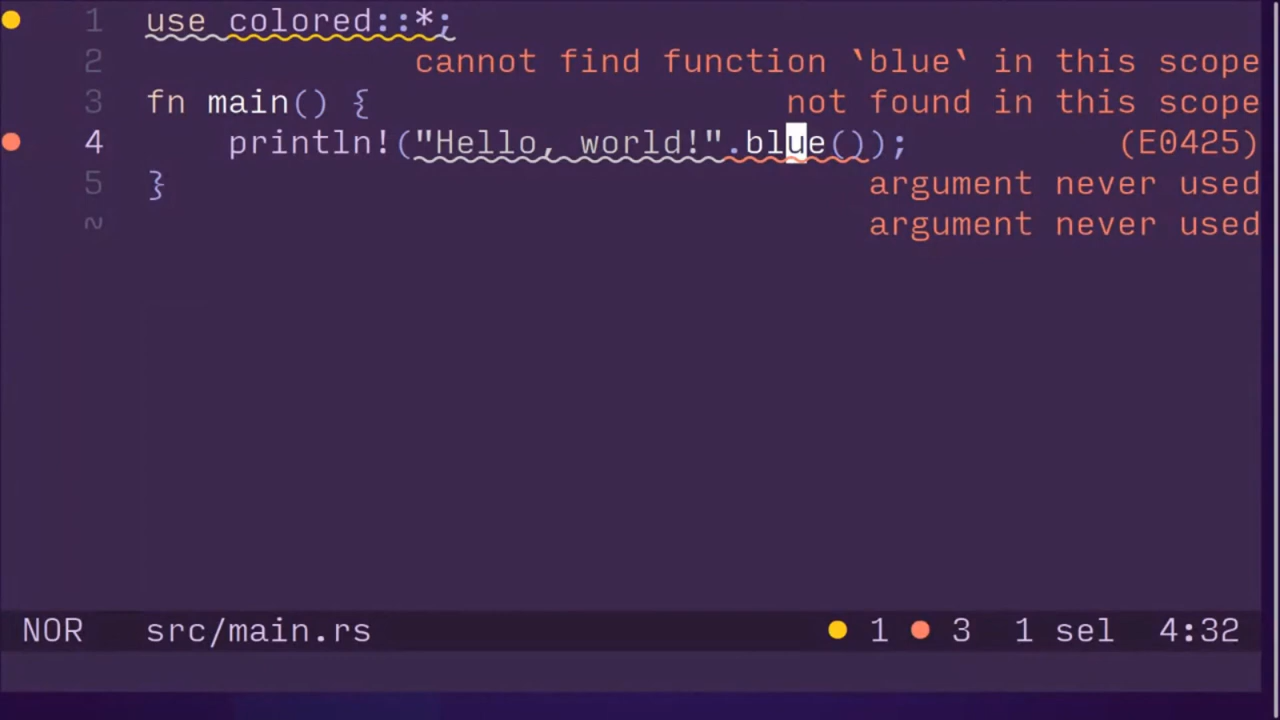 1 use colored::*;
2 cannot find function `blue` in this scope
3 fn main() { not found in this scope
4 println!("Hello, world!".blue()); (E0425)
5 } argument never used
~ argument never used
NOR src/main.rs 1 3 1 sel 4:32